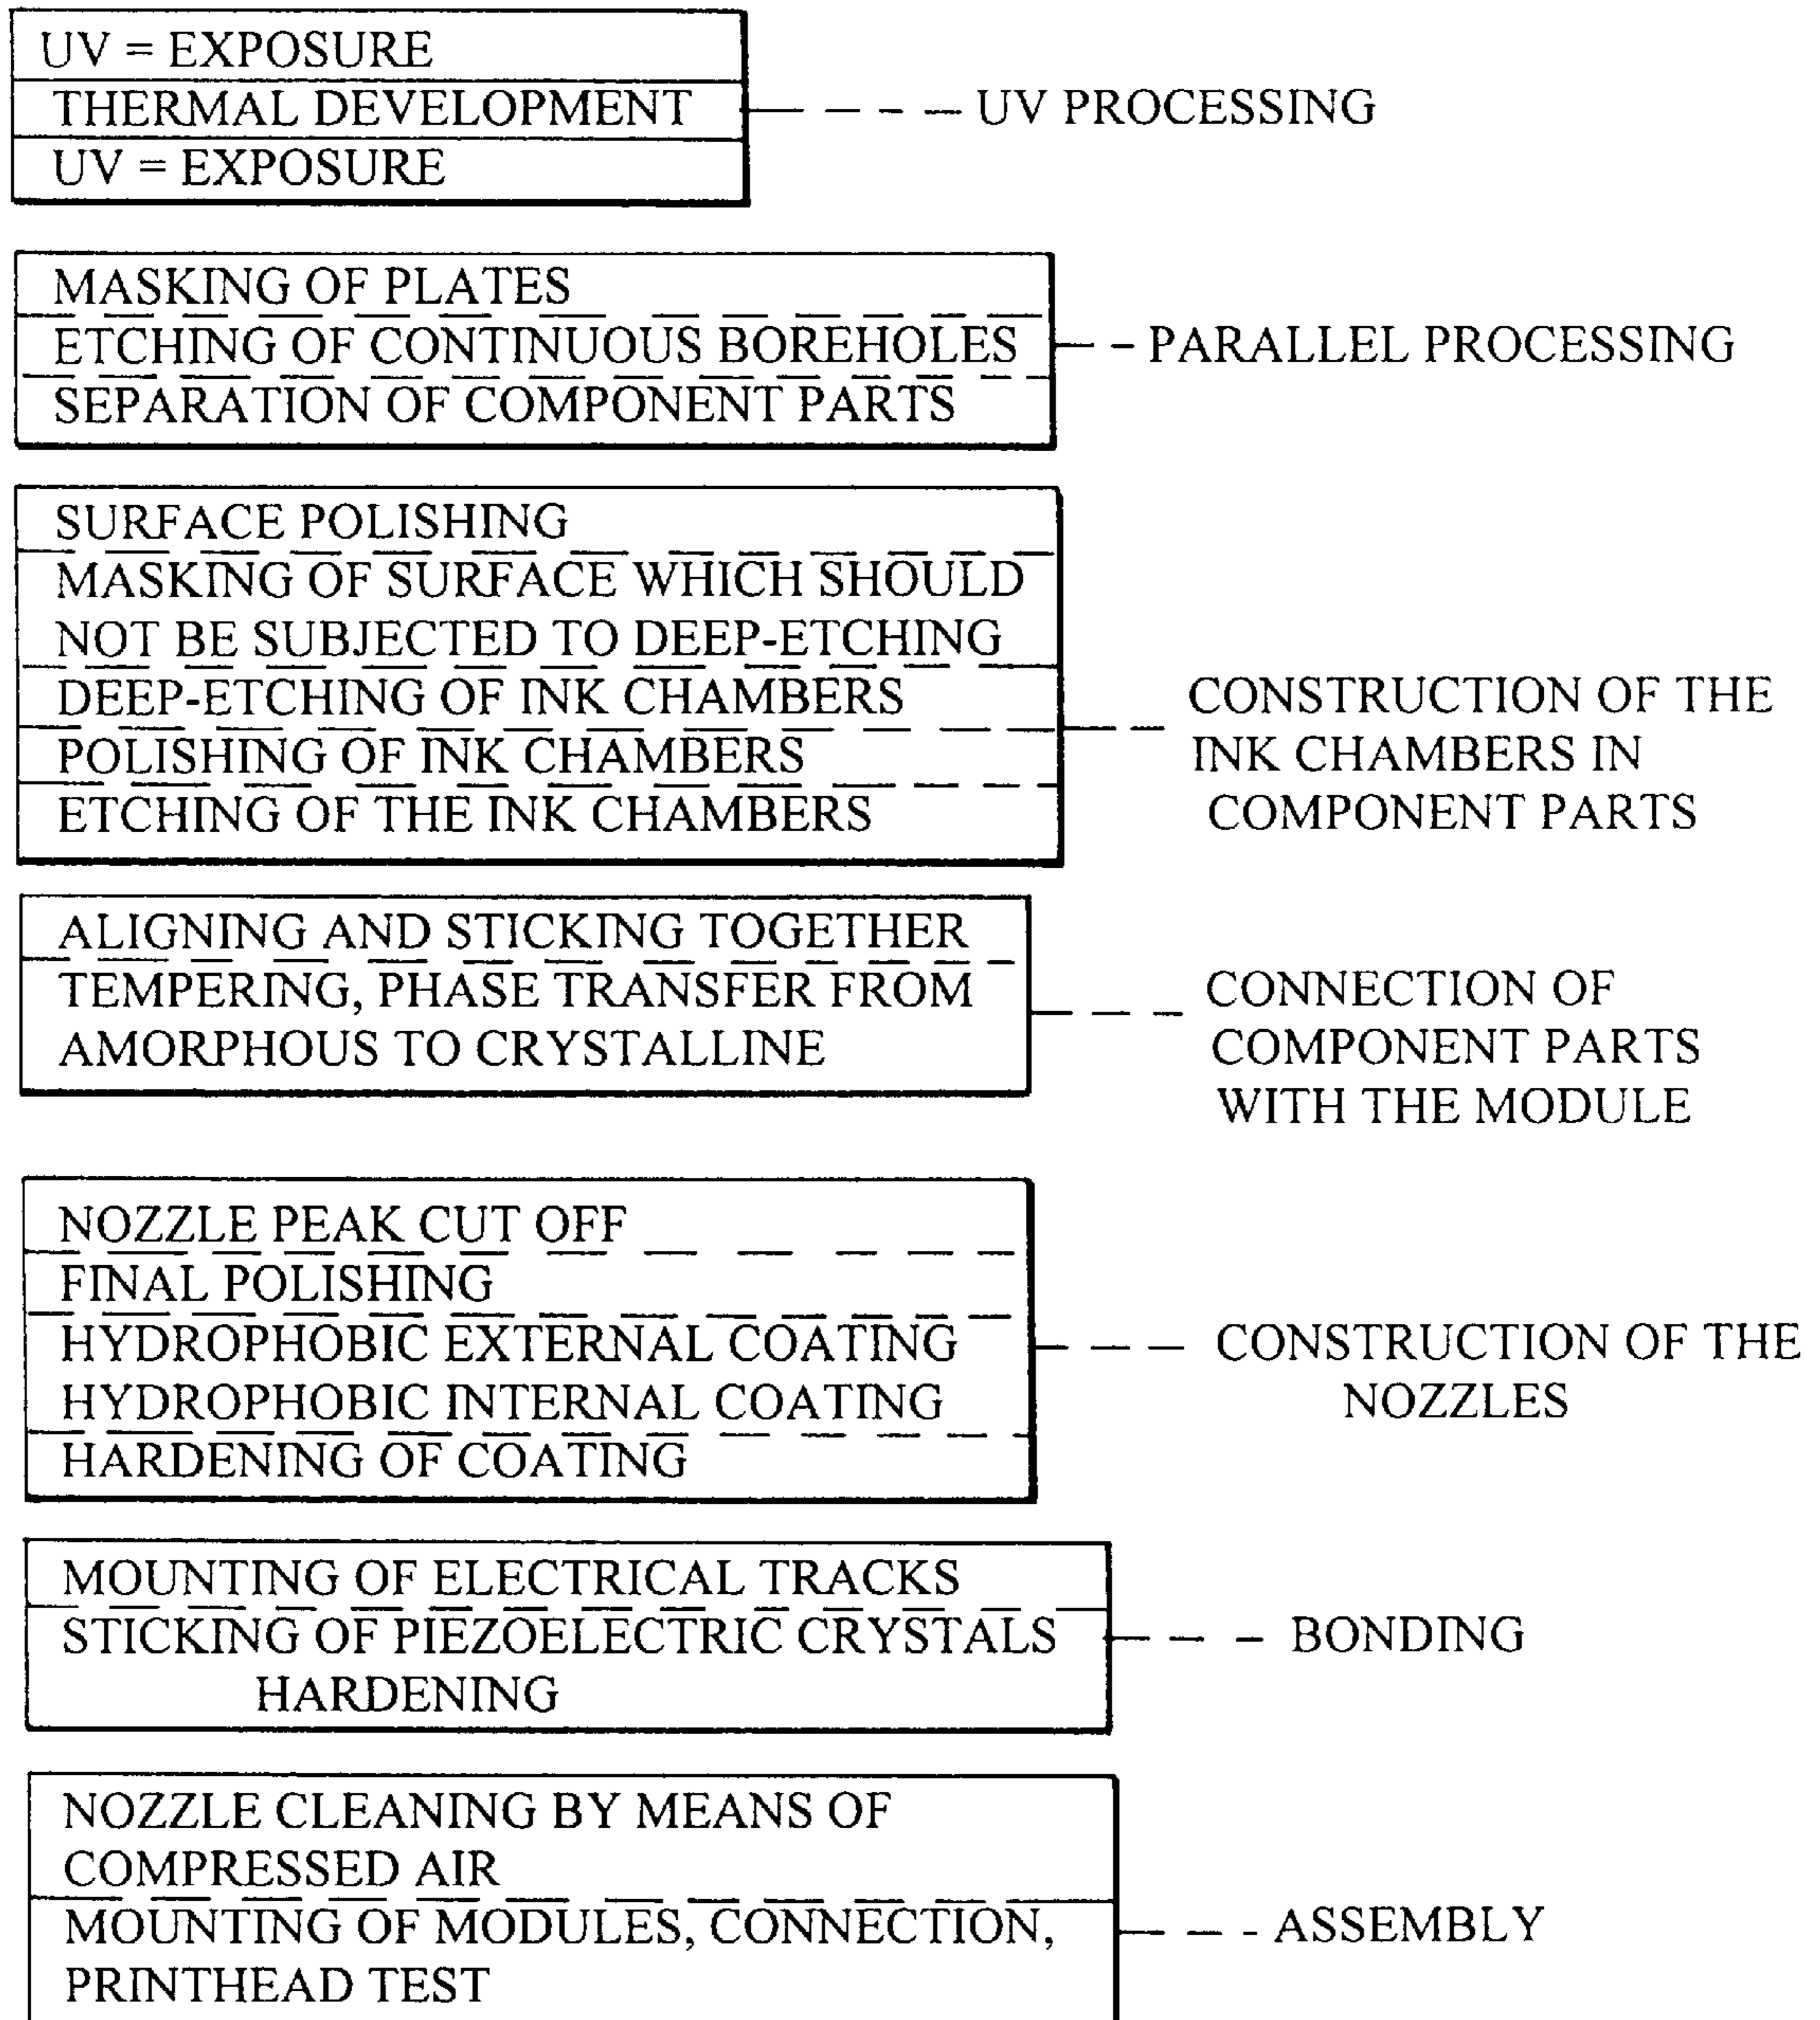 UV = EXPOSURE
THERMAL DEVELOPMENT
UV = EXPOSURE
UV PROCESSING
MASKING OF PLATES
ETCHING OF CONTINUOUS BOREHOLES
SEPARATION OF COMPONENT PARTS
PARALLEL PROCESSING
SURFACE POLISHING
MASKING OF SURFACE WHICH SHOULD
NOT BE SUBJECTED TO DEEP-ETCHING
DEEP-ETCHING OF INK CHAMBERS
POLISHING OF INK CHAMBERS
ETCHING OF THE INK CHAMBERS
CONSTRUCTION OF THE
INK CHAMBERS IN
COMPONENT PARTS
ALIGNING AND STICKING TOGETHER
TEMPERING, PHASE TRANSFER FROM
AMORPHOUS TO CRYSTALLINE
CONNECTION OF
COMPONENT PARTS
WITH THE MODULE
NOZZLE PEAK CUT OFF
FINAL POLISHING
HYDROPHOBIC EXTERNAL COATING
HYDROPHOBIC INTERNAL COATING
HARDENING OF COATING
CONSTRUCTION OF THE
NOZZLES
MOUNTING OF ELECTRICAL TRACKS
STICKING OF PIEZOELECTRIC CRYSTALS
HARDENING
BONDING
NOZZLE CLEANING BY MEANS OF
COMPRESSED AIR
MOUNTING OF MODULES, CONNECTION,
PRINTHEAD TEST
ASSEMBLY